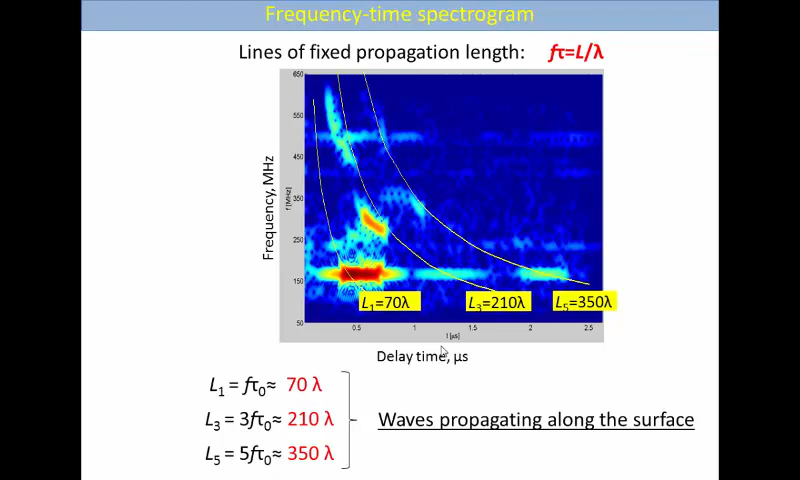 Frequency-time spectrogram
Lines of fixed propagation length: fτ=L/λ
650
550
450
350
250
150
50
Frequency, MHz
f [MHz]
L₁=70λ
L₃=210λ
L₅=350λ
0.5
1
1.5
2
2.5
t [μs]
Delay time, μs
L₁ = fτ₀≈ 70 λ
L₃ = 3fτ₀≈ 210 λ
L₅ = 5fτ₀≈ 350 λ
Waves propagating along the surface